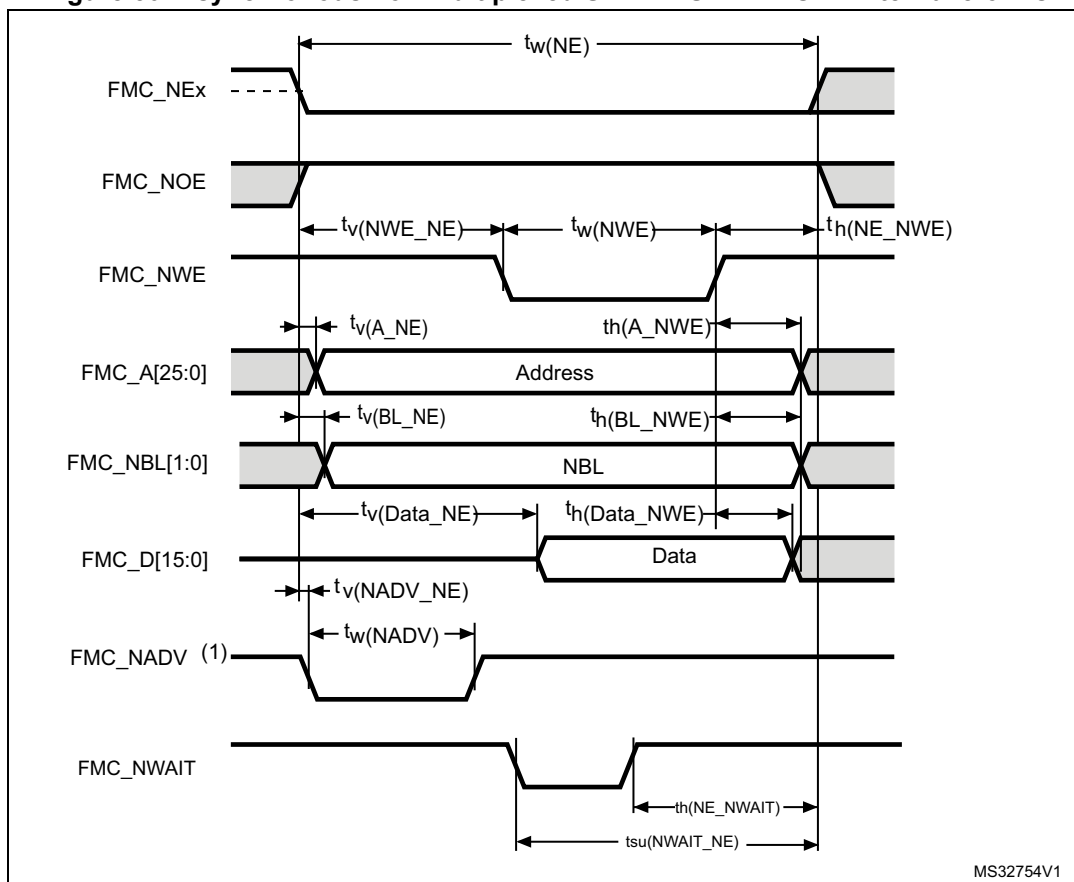 tw(NE)
FMC_NEx
FMC_NOE
tv(NWE_NE) tw(NWE) th(NE_NWE)
FMC_NWE
tv(A_NE) th(A_NWE)
FMC_A[25:0] Address
tv(BL_NE) th(BL_NWE)
FMC_NBL[1:0] NBL
tv(Data_NE) th(Data_NWE)
FMC_D[15:0] Data
tv(NADV_NE)
tw(NADV)
FMC_NADV (1)
FMC_NWAIT
th(NE_NWAIT)
tsu(NWAIT_NE)
MS32754V1